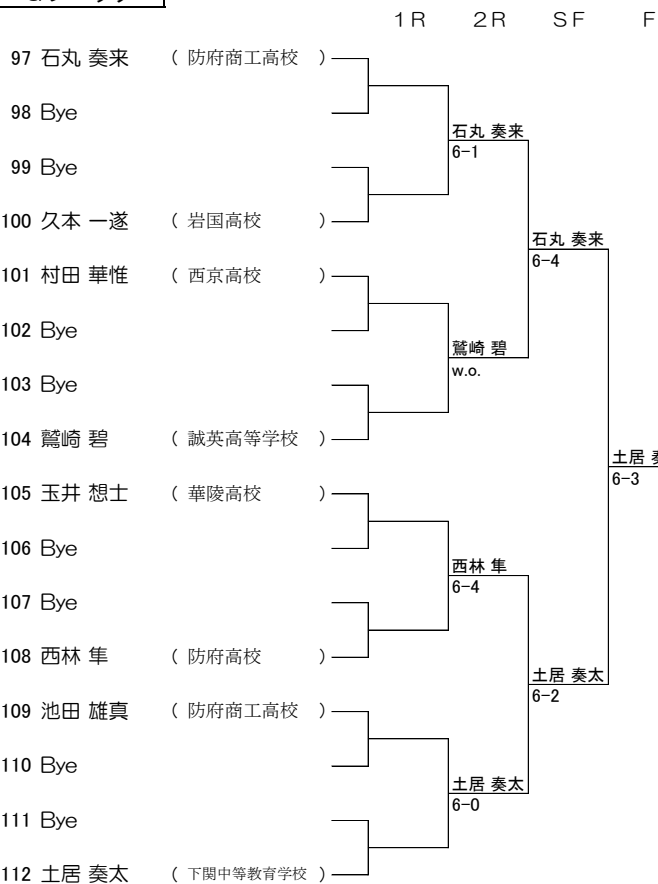 １Ｒ ２Ｒ ＳＦ Ｆ
97 石丸 奏来 （ 防府商工高校 ）
98 Bye
石丸 奏来
6-1
99 Bye
100 久本 一遂 （ 岩国高校 ）
石丸 奏来
6-4
101 村田 華惟 （ 西京高校 ）
102 Bye
鷲崎 碧
w.o.
103 Bye
104 鷲崎 碧 （ 誠英高等学校 ）
土居
6-3
105 玉井 想士 （ 華陵高校 ）
106 Bye
西林 隼
6-4
107 Bye
108 西林 隼 （ 防府高校 ）
土居 奏太
6-2
109 池田 雄真 （ 防府商工高校 ）
110 Bye
土居 奏太
6-0
111 Bye
112 土居 奏太 （ 下関中等教育学校 ）